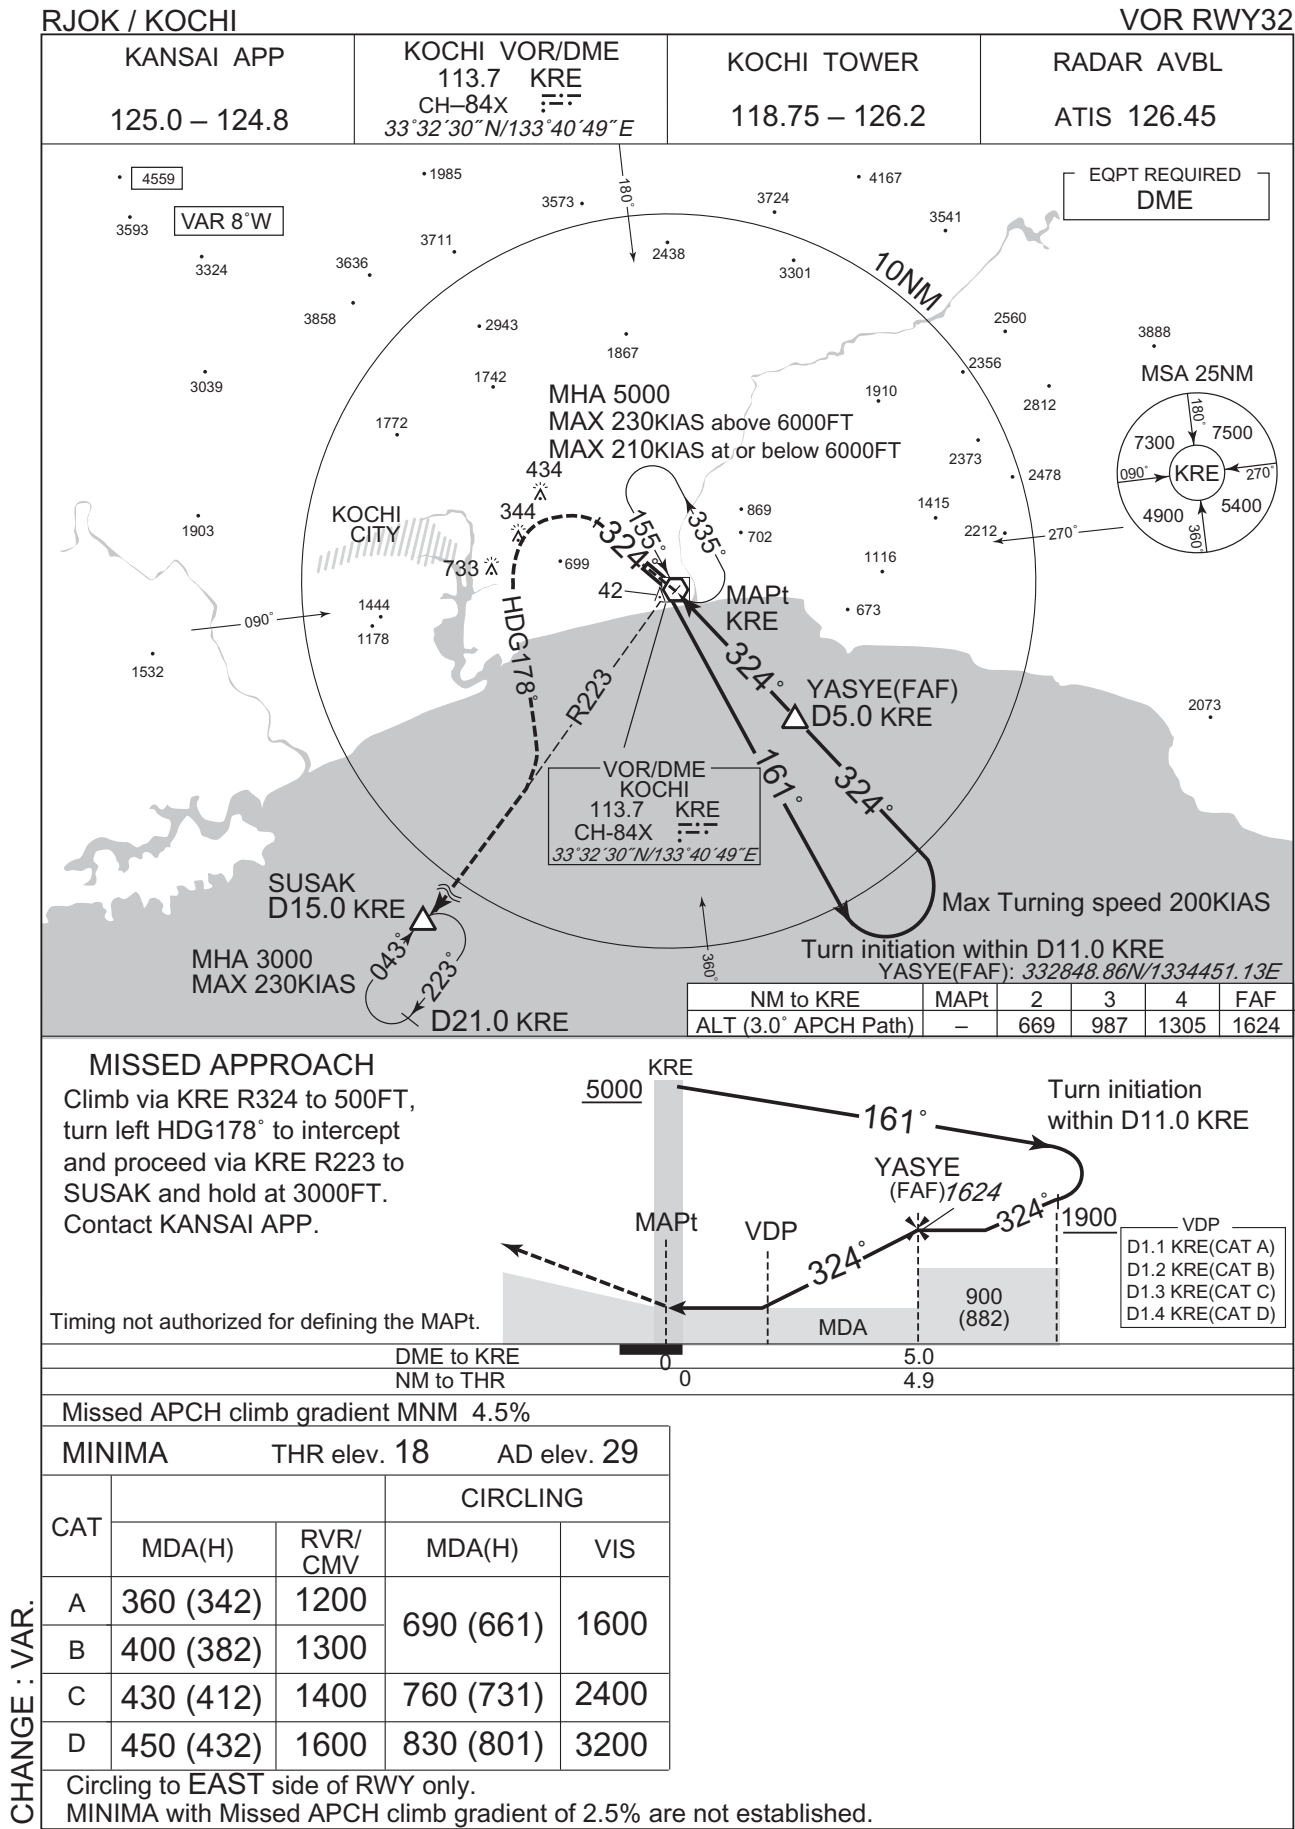 RJOK / KOCHI
VOR RWY32
KANSAI APP
125.0 – 124.8
KOCHI VOR/DME
113.7 KRE
CH–84X
33˚32´30˝N/133˚40´49˝E
KOCHI TOWER
118.75 – 126.2
RADAR AVBL
ATIS 126.45
4559
1985
180˚
4167
EQPT REQUIRED
DME
3573
3724
3593
VAR 8˚W
3541
3711
2438
3324
3636
3301
10NM
3858
2943
2560
1867
3888
3039
1742
2356
MSA 25NM
MHA 5000
MAX 230KIAS above 6000FT
MAX 210KIAS at or below 6000FT
1910
2812
1772
180˚
7300
7500
090˚
KRE
270˚
4900
5400
360˚
2373
434
2478
KOCHI
CITY
344
155˚
335˚
869
1415
1903
324˚
702
2212
270˚
733
699
1116
42
MAPt
KRE
1444
673
090˚
1178
HDG178˚
324˚
1532
R223
YASYE(FAF)
D5.0 KRE
2073
161˚
324˚
VOR/DME
KOCHI
113.7 KRE
CH-84X
33˚32´30˝N/133˚40´49˝E
SUSAK
D15.0 KRE
Max Turning speed 200KIAS
043˚
223˚
MHA 3000
MAX 230KIAS
360˚
Turn initiation within D11.0 KRE
YASYE(FAF): 332848.86N/1334451.13E
D21.0 KRE
NM to KRE MAPt 2 3 4 FAF
ALT (3.0˚ APCH Path) – 669 987 1305 1624
MISSED APPROACH
Climb via KRE R324 to 500FT,
turn left HDG178˚ to intercept
and proceed via KRE R223 to
SUSAK and hold at 3000FT.
Contact KANSAI APP.
Timing not authorized for defining the MAPt.
KRE
5000
161˚
Turn initiation
within D11.0 KRE
YASYE
(FAF) 1624
324˚
1900
MAPt
VDP
324˚
VDP
D1.1 KRE(CAT A)
D1.2 KRE(CAT B)
D1.3 KRE(CAT C)
D1.4 KRE(CAT D)
900
(882)
MDA
DME to KRE 0 5.0
NM to THR 0 4.9
Missed APCH climb gradient MNM 4.5%
MINIMA THR elev. 18 AD elev. 29
CAT
CIRCLING
MDA(H) RVR/
CMV MDA(H) VIS
A 360 (342) 1200 690 (661) 1600
B 400 (382) 1300
C 430 (412) 1400 760 (731) 2400
D 450 (432) 1600 830 (801) 3200
Circling to EAST side of RWY only.
MINIMA with Missed APCH climb gradient of 2.5% are not established.
CHANGE : VAR.